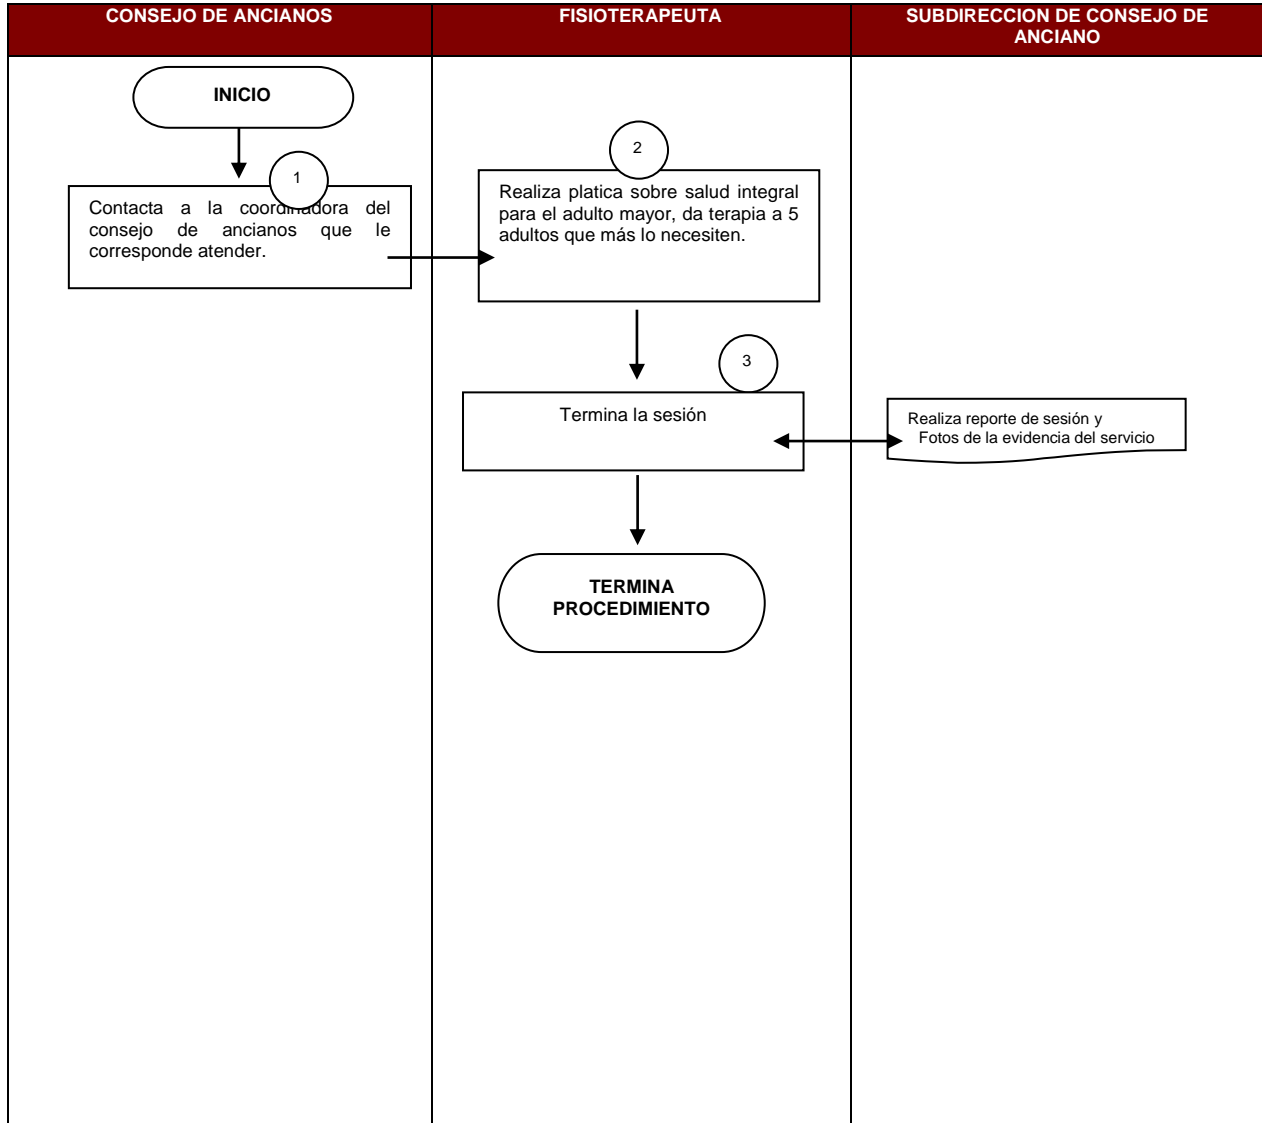 CONSEJO DE ANCIANOS
FISIOTERAPEUTA
SUBDIRECCION DE CONSEJO DE
ANCIANO
INICIO
1
Contacta a la coordinadora del
consejo de ancianos que le
corresponde atender.
2
Realiza platica sobre salud integral
para el adulto mayor, da terapia a 5
adultos que más lo necesiten.
3
Termina la sesión
Realiza reporte de sesión y
Fotos de la evidencia del servicio
TERMINA
PROCEDIMIENTO